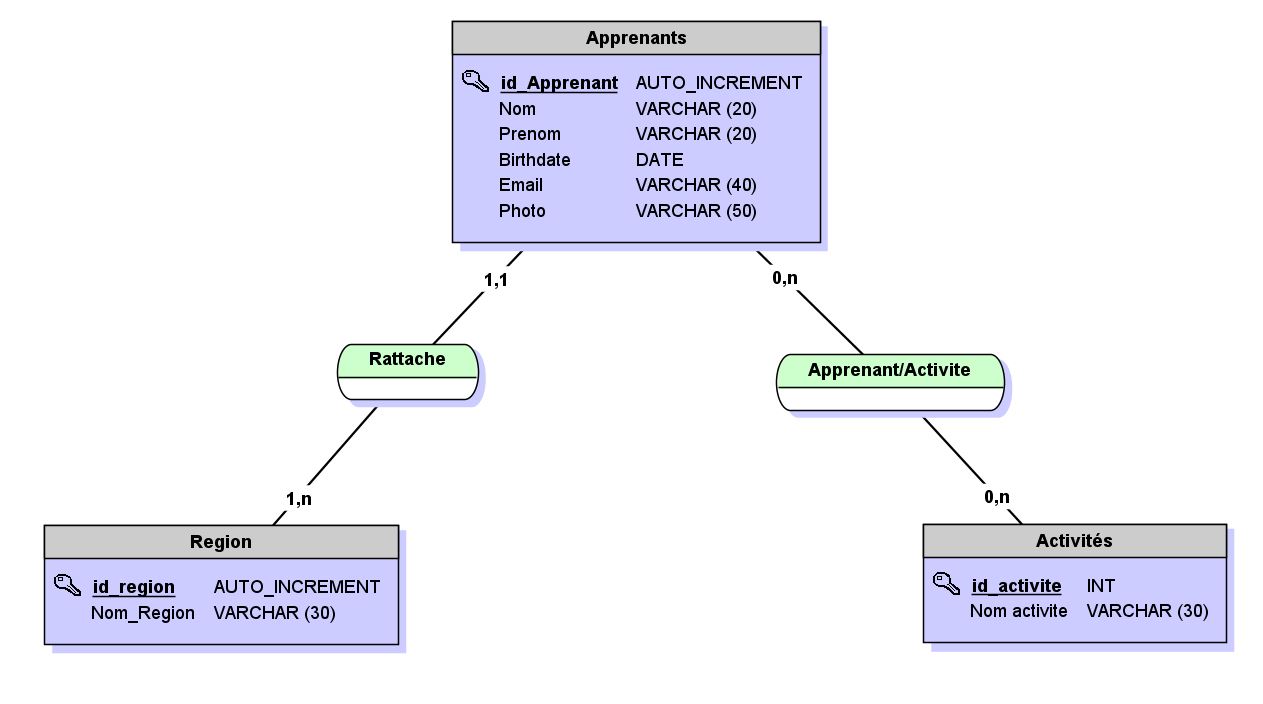 Apprenants
id_Apprenant AUTO_INCREMENT
Nom VARCHAR (20)
Prenom VARCHAR (20)
Birthdate DATE
Email VARCHAR (40)
Photo VARCHAR (50)
1,1
0,n
Rattache
Apprenant/Activite
1,n
0,n
Region
id_region AUTO_INCREMENT
Nom_Region VARCHAR (30)
Activités
id_activite INT
Nom activite VARCHAR (30)